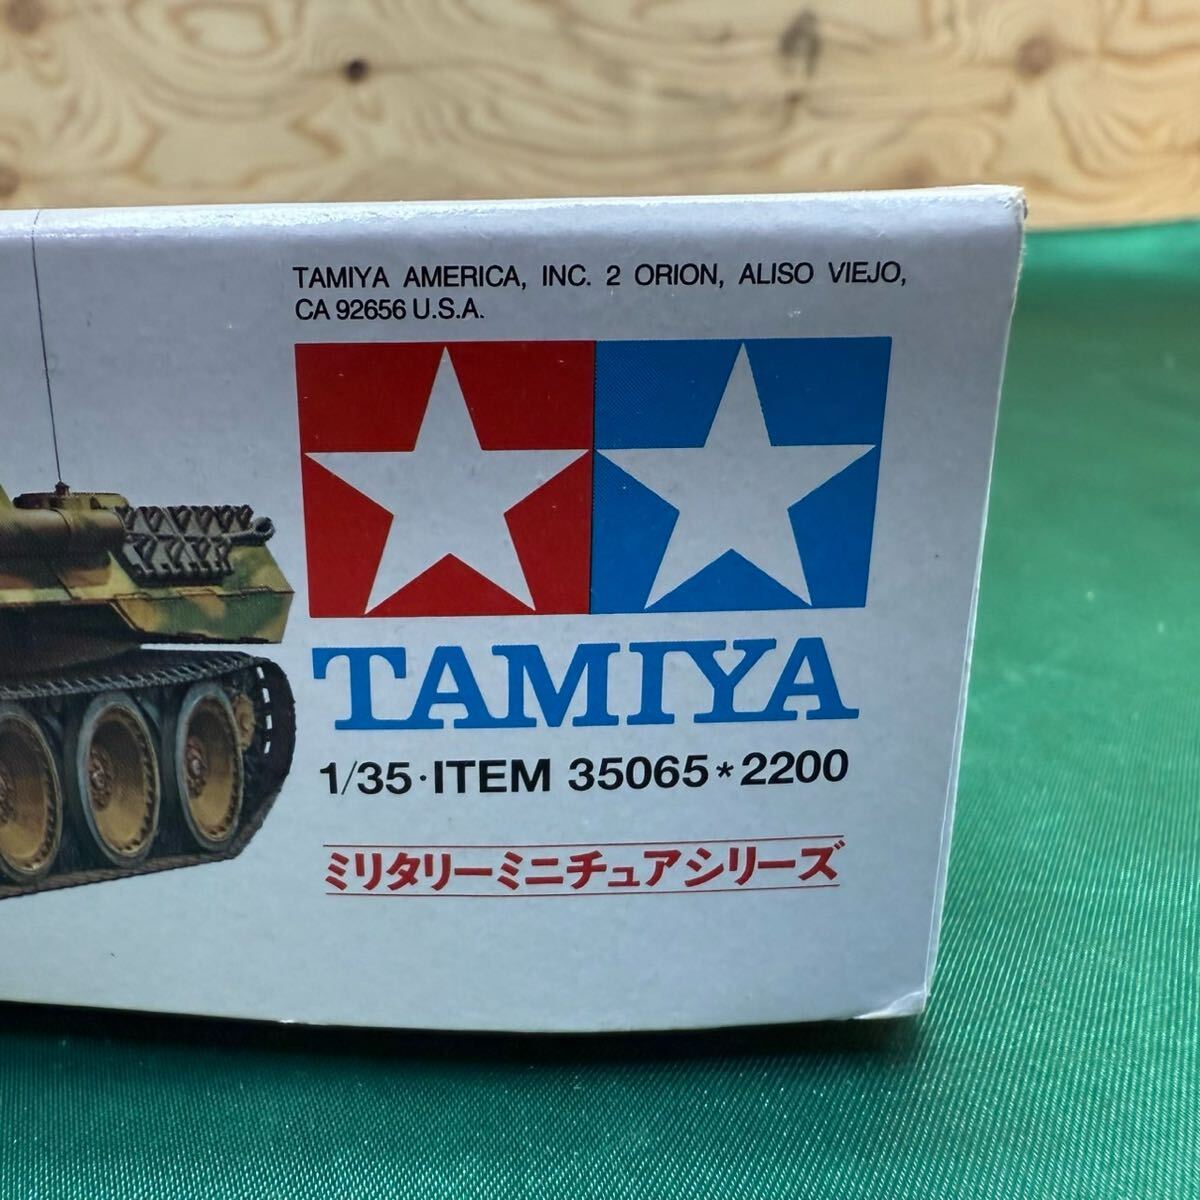 TAMIYA AMERICA, INC. 2 ORION, ALISO VIEJO,
CA 92656 U.S.A.
TAMIYA
1/35・ITEM 35065*2200
ミリタリーミニチュアシリーズ